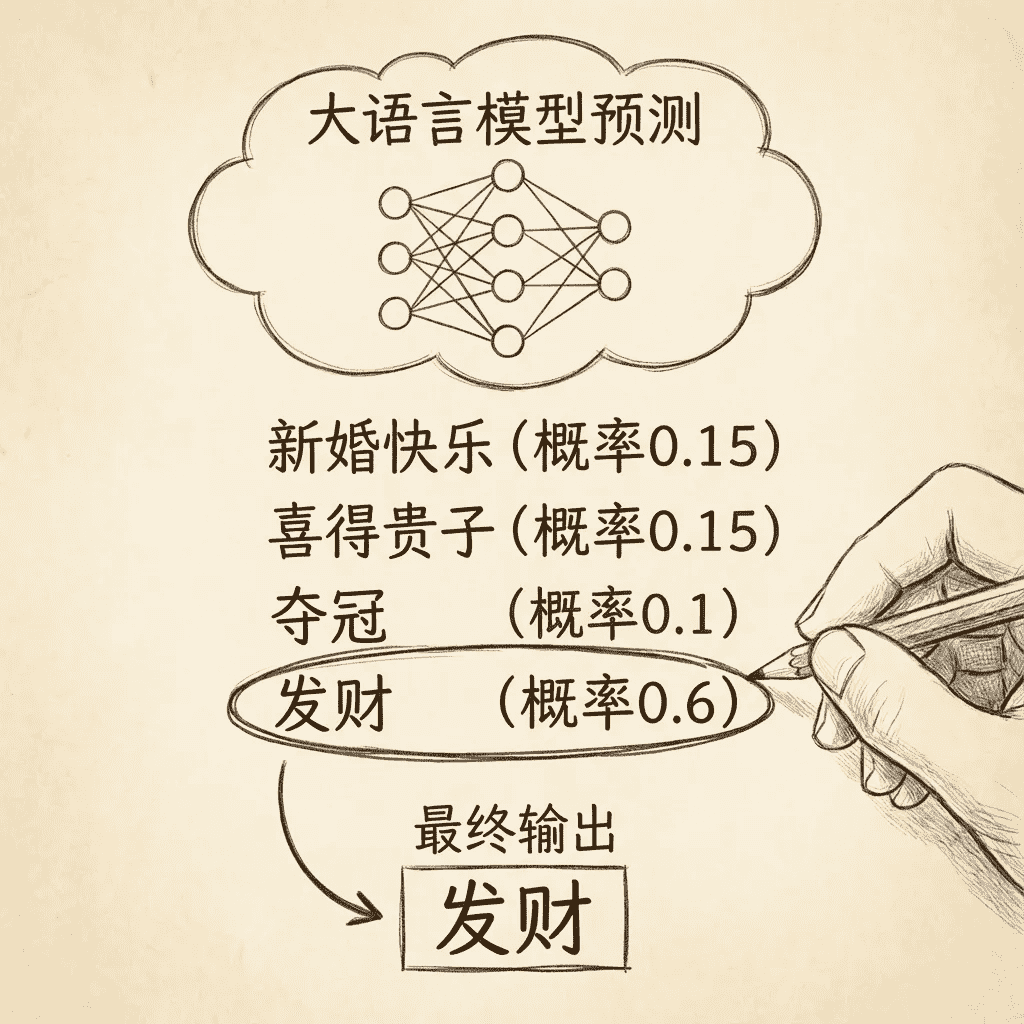 大语言模型预测
新婚快乐(概率0.15)
喜得贵子(概率0.15)
夺冠 (概率0.1)
发财 (概率0.6)
最终输出
发财